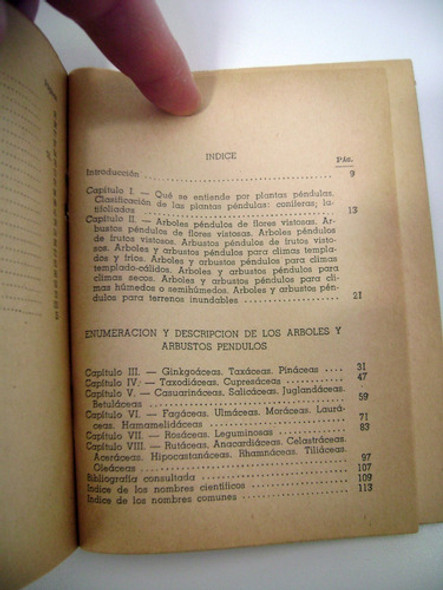 INDICE
Pág.
Introducción 9
Capítulo I. — Qué se entiende por plantas péndulas.
Clasificación de las plantas péndulas: coníferas; la-
tifoliadas 13
Capítulo II. — Arboles péndulos de flores vistosas. Ar-
bustos péndulos de flores vistosas. Arboles péndulos
de frutos vistosos. Arbustos péndulos de frutos visto-
sos. Arboles y arbustos péndulos para climas templa-
dos y fríos. Arboles y arbustos péndulos para climas
templado-cálidos. Arboles y arbustos péndulos para
climas secos. Arboles y arbustos péndulos para cli-
mas húmedos o semihúmedos. Arboles y arbustos pén-
dulos para terrenos inundables 21
ENUMERACION Y DESCRIPCION DE LOS ARBOLES Y
ARBUSTOS PENDULOS
Capítulo III. — Ginkgoáceas. Taxáceas. Pináceas 31
Capítulo IV. — Taxodiáceas. Cupresáceas 47
Capítulo V. — Casuarináceas. Salicáceas. Juglandáceas.
Betuláceas 59
Capítulo VI. — Fagáceas. Ulmáceas. Moráceas. Laurá-
ceas. Hamamelidáceas 71
Capítulo VII. — Rosáceas. Leguminosas 83
Capítulo VIII. — Rutáceas. Anacardiáceas. Celastráceas.
Aceráceas. Hipocastanáceas. Rhamnáceas. Tiliáceas.
Oleáceas 97
Bibliografía consultada 107
Indice de los nombres científicos 109
Indice de los nombres comunes 113